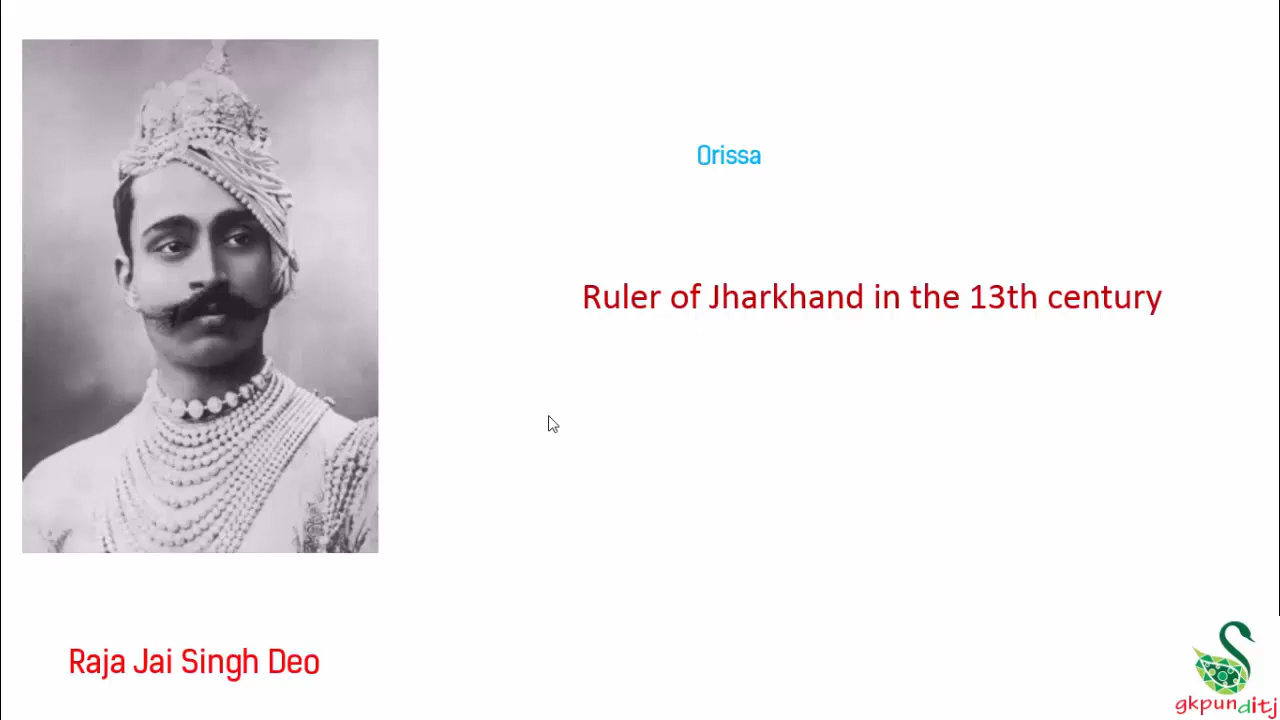 Orissa
Ruler of Jharkhand in the 13th century
Raja Jai Singh Deo
gkpunditj